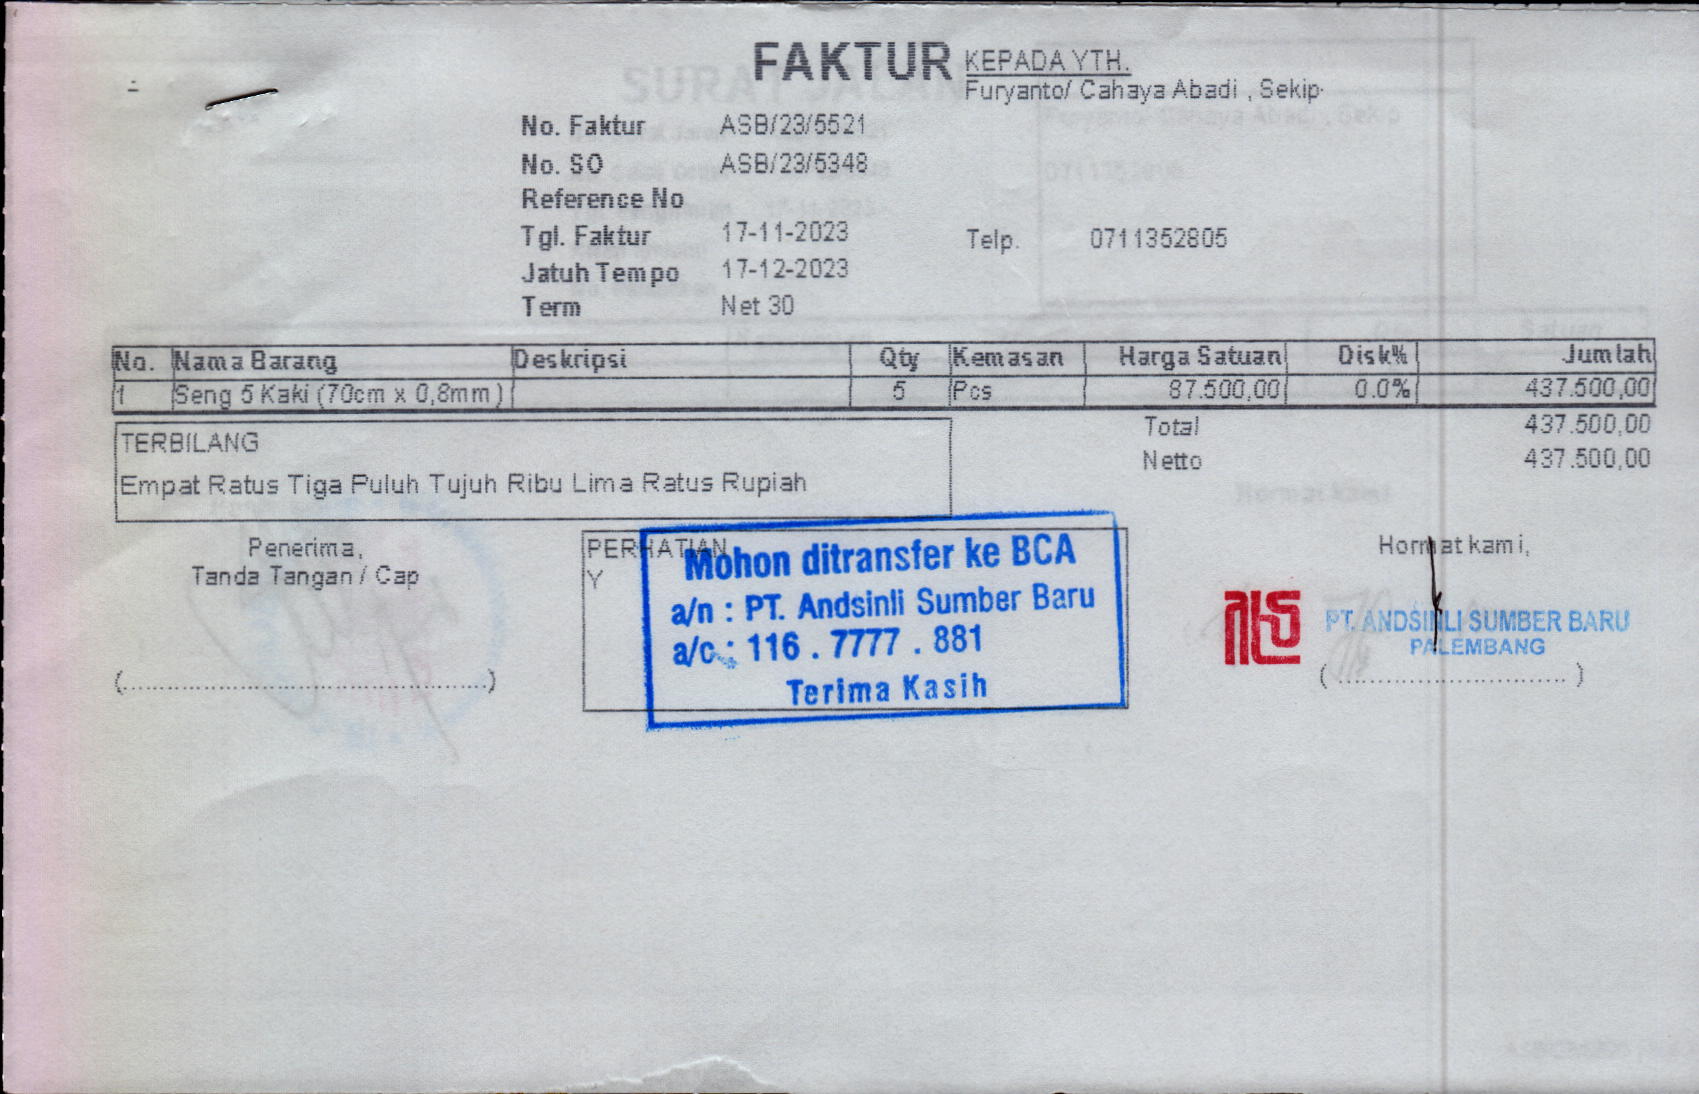 FAKTUR
KEPADA YTH.
Furyanto/ Cahaya Abadi , Sekip
No. Faktur ASB/23/5521
No. SO ASB/23/5348
Reference No
Tgl. Faktur 17-11-2023 Telp. 0711352805
Jatuh Tempo 17-12-2023
Term Net 30
No. Nama Barang Deskripsi Qty Kemasan Harga Satuan Disk% Jumlah
1 Seng 5 Kaki (70cm x 0,8mm) 5 Pcs 87.500,00 0.0% 437.500,00
Total 437.500,00
Netto 437.500,00
TERBILANG
Empat Ratus Tiga Puluh Tujuh Ribu Lima Ratus Rupiah
Penerima,
Tanda Tangan / Cap
(............................................................)
PERHATIAN
Y
Mohon ditransfer ke BCA
a/n : PT. Andsinli Sumber Baru
a/c : 116 . 7777 . 881
Terima Kasih
Hormat kami,
PT. ANDSINLI SUMBER BARU
PALEMBANG
( ............................. )